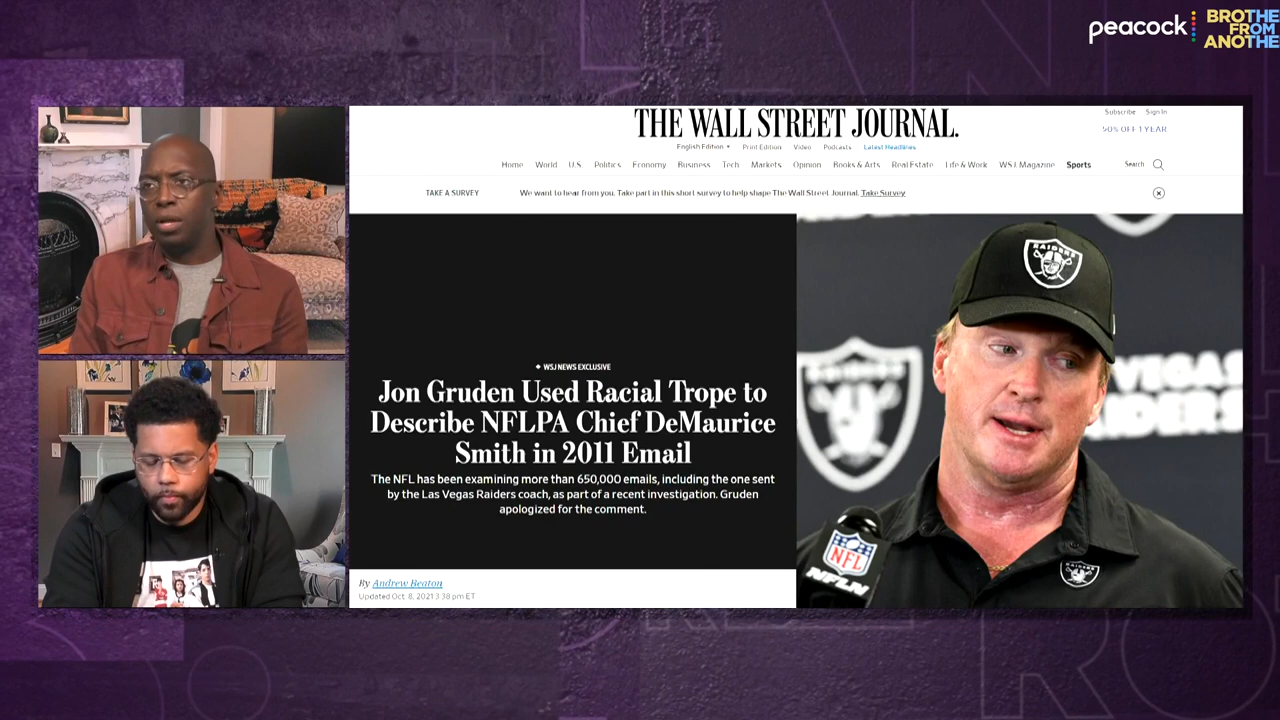 peacock
BROTHE
FROM
ANOTHE
THE WALL STREET JOURNAL.
Subscribe Sign In
50% OFF 1 YEAR
English Edition Print Edition Video Podcasts Latest Headlines
Home World U.S. Politics Economy Business Tech Markets Opinion Books & Arts Real Estate Life & Work WSJ Magazine Sports Search
TAKE A SURVEY We want to hear from you. Take part in this short survey to help shape The Wall Street Journal. Take Survey
WSJ NEWS EXCLUSIVE
Jon Gruden Used Racial Trope to
Describe NFLPA Chief DeMaurice
Smith in 2011 Email
The NFL has been examining more than 650,000 emails, including the one sent
by the Las Vegas Raiders coach, as part of a recent investigation. Gruden
apologized for the comment.
By Andrew Beaton
Updated Oct. 8, 2021 3:38 pm ET
RAIDERS
VEGAS
RAIDERS
NFL